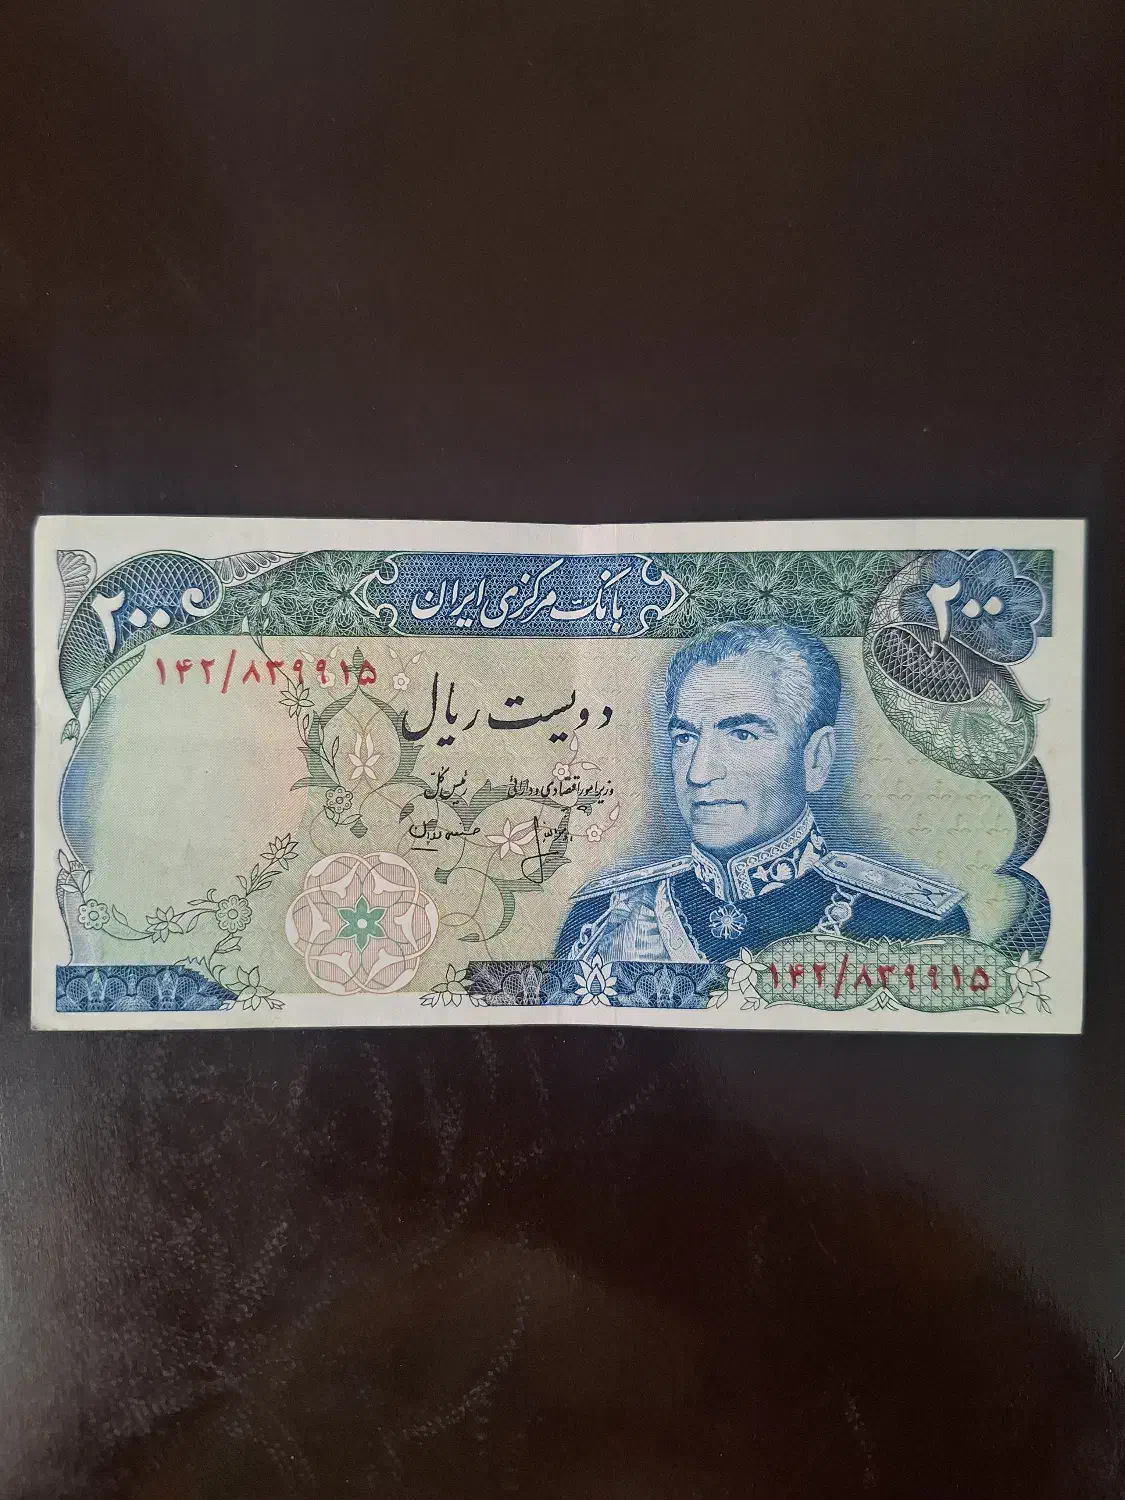 بانک مرکزی ایران
۲۰۰
۲۰۰
۱۴۲/۸۳۹۹۱۵
دویست ریال
وزیر امور اقتصادی و دارائی
رئیس کل
۱۴۲/۸۳۹۹۱۵